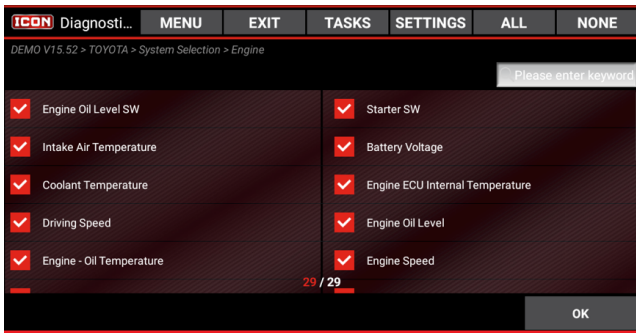 ICON Diagnosti... MENU EXIT TASKS SETTINGS ALL NONE
DEMO V15.52 > TOYOTA > System Selection > Engine
Please enter keyword
Engine Oil Level SW
Starter SW
Intake Air Temperature
Battery Voltage
Coolant Temperature
Engine ECU Internal Temperature
Driving Speed
Engine Oil Level
Engine - Oil Temperature
Engine Speed
29 / 29
OK